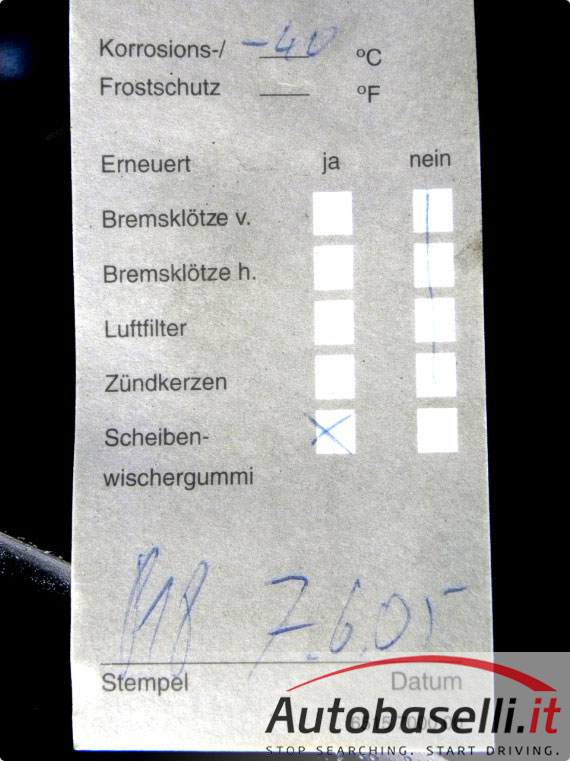 Korrosions-/ -40 °C
Frostschutz °F
Erneuert ja nein
Bremsklötze v.
Bremsklötze h.
Luftfilter
Zündkerzen
Scheiben-
wischergummi
7.6.05
Stempel Datum
Autobaselli.it
STOP SEARCHING. START DRIVING.